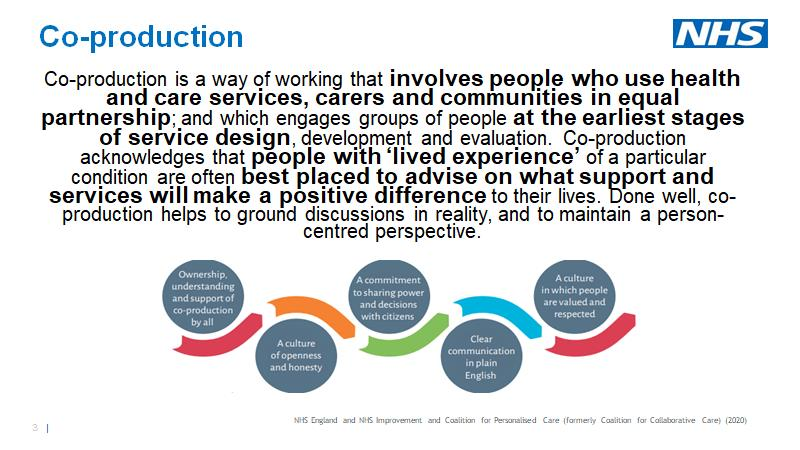 Co-production
NHS
Co-production is a way of working that involves people who use health
and care services, carers and communities in equal
partnership; and which engages groups of people at the earliest stages
of service design, development and evaluation. Co-production
acknowledges that people with ‘lived experience’ of a particular
condition are often best placed to advise on what support and
services will make a positive difference to their lives. Done well, co-
production helps to ground discussions in reality, and to maintain a person-
centred perspective.
Ownership,
understanding
and support of
co-production
by all
A culture
of openness
and honesty
A commitment
to sharing power
and decisions
with citizens
Clear
communication
in plain
English
A culture
in which people
are valued and
respected
NHS England and NHS Improvement and Coalition for Personalised Care (formerly Coalition for Collaborative Care) (2020)
3 |